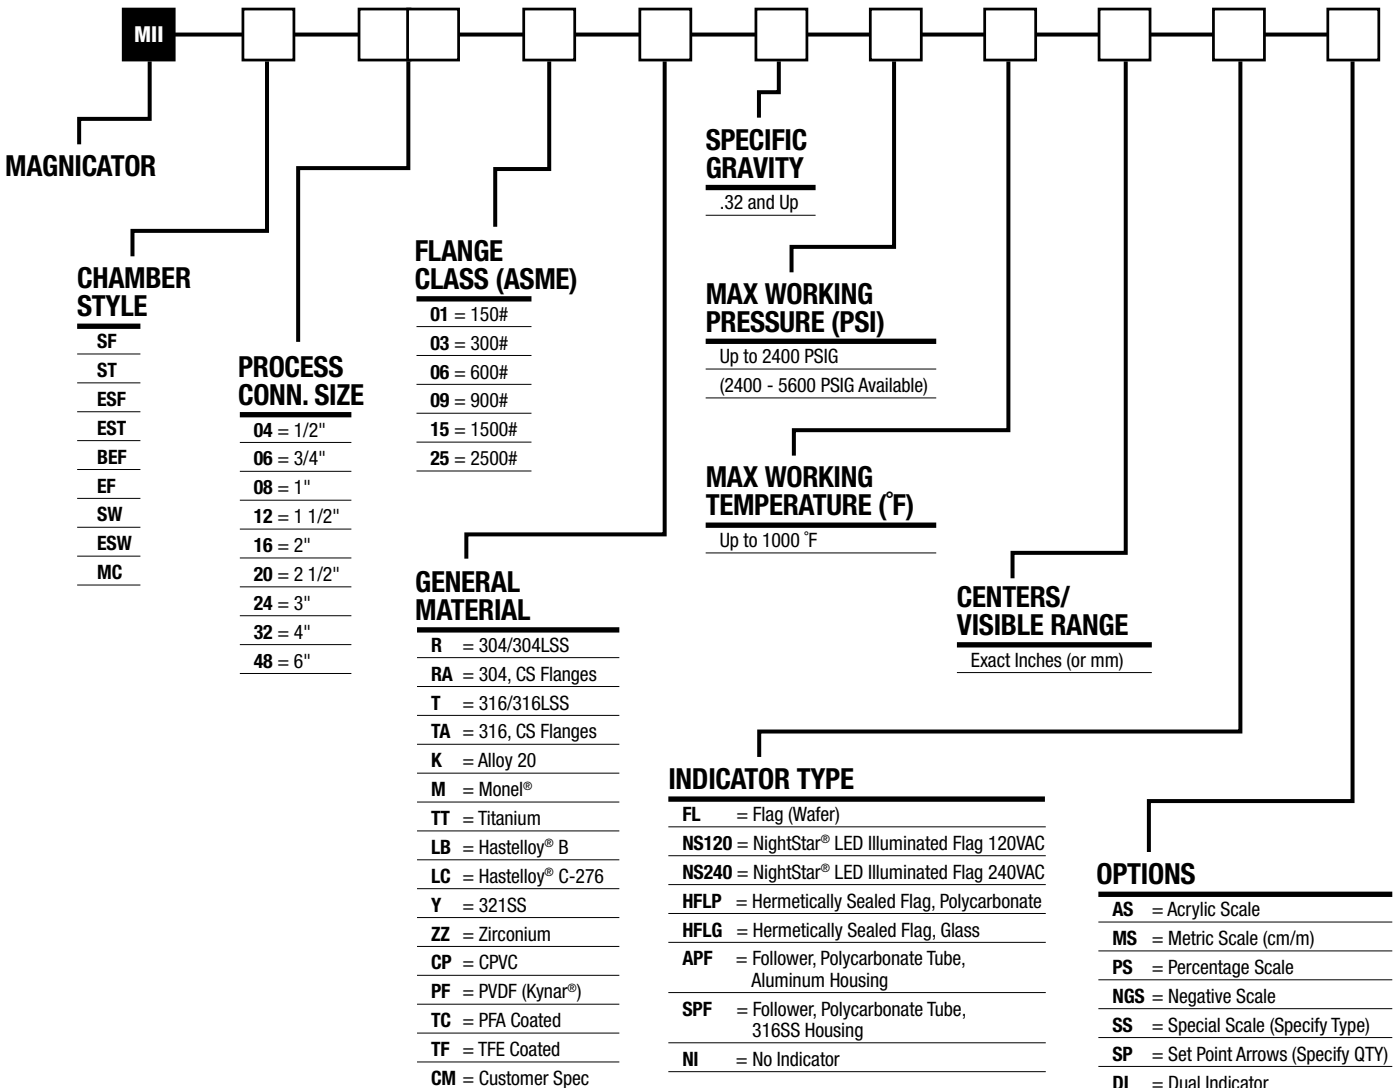 MII
MAGNICATOR
CHAMBER
STYLE
SF
ST
ESF
EST
BEF
EF
SW
ESW
MC
PROCESS
CONN. SIZE
04 = 1/2"
06 = 3/4"
08 = 1"
12 = 1 1/2"
16 = 2"
20 = 2 1/2"
24 = 3"
32 = 4"
48 = 6"
FLANGE
CLASS (ASME)
01 = 150#
03 = 300#
06 = 600#
09 = 900#
15 = 1500#
25 = 2500#
GENERAL
MATERIAL
R = 304/304LSS
RA = 304, CS Flanges
T = 316/316LSS
TA = 316, CS Flanges
K = Alloy 20
M = Monel®
TT = Titanium
LB = Hastelloy® B
LC = Hastelloy® C-276
Y = 321SS
ZZ = Zirconium
CP = CPVC
PF = PVDF (Kynar®)
TC = PFA Coated
TF = TFE Coated
CM = Customer Spec
SPECIFIC
GRAVITY
.32 and Up
MAX WORKING
PRESSURE (PSI)
Up to 2400 PSIG
(2400 - 5600 PSIG Available)
MAX WORKING
TEMPERATURE (˚F)
Up to 1000 ˚F
CENTERS/
VISIBLE RANGE
Exact Inches (or mm)
INDICATOR TYPE
FL = Flag (Wafer)
NS120 = NightStar® LED Illuminated Flag 120VAC
NS240 = NightStar® LED Illuminated Flag 240VAC
HFLP = Hermetically Sealed Flag, Polycarbonate
HFLG = Hermetically Sealed Flag, Glass
APF = Follower, Polycarbonate Tube,
Aluminum Housing
SPF = Follower, Polycarbonate Tube,
316SS Housing
NI = No Indicator
OPTIONS
AS = Acrylic Scale
MS = Metric Scale (cm/m)
PS = Percentage Scale
NGS = Negative Scale
SS = Special Scale (Specify Type)
SP = Set Point Arrows (Specify QTY)
DI = Dual Indicator